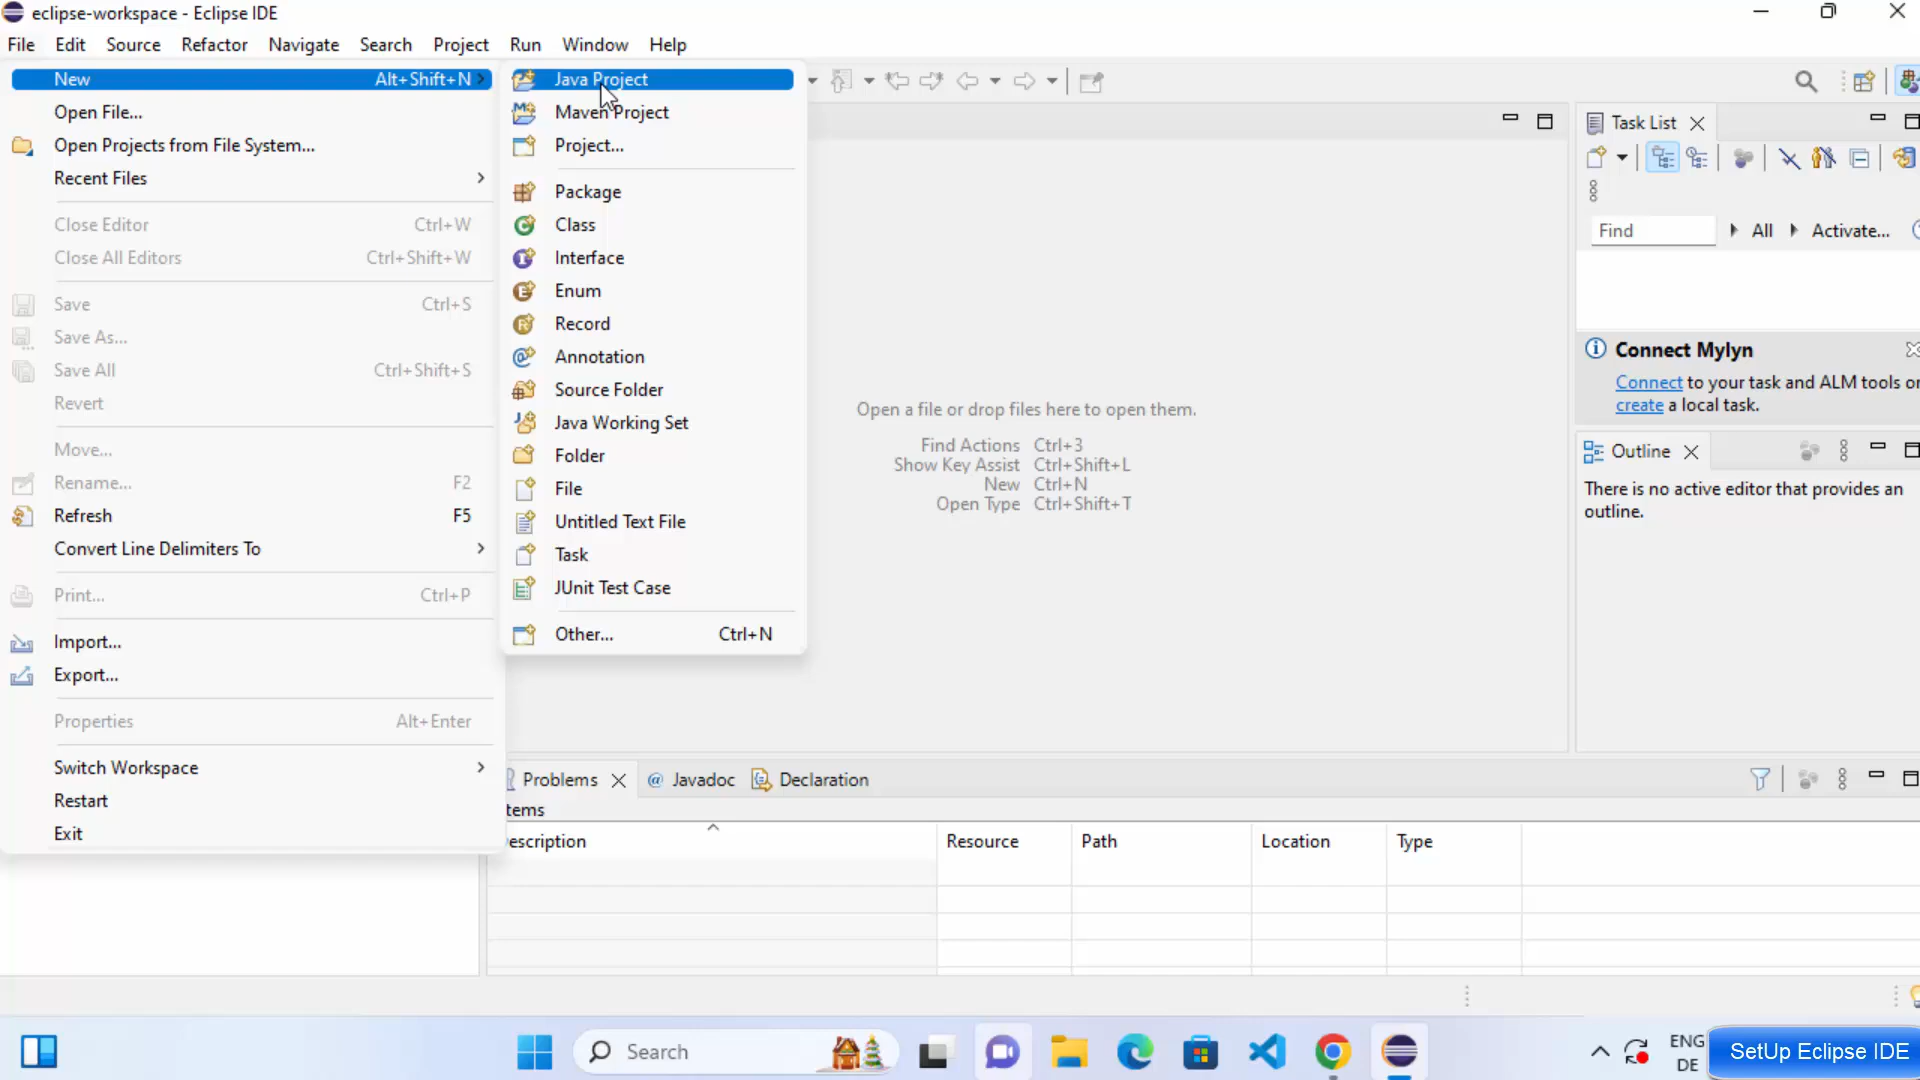 eclipse-workspace - Eclipse IDE
File Edit Source Refactor Navigate Search Project Run Window Help
New Alt+Shift+N
Open File...
Open Projects from File System...
Recent Files
Close Editor Ctrl+W
Close All Editors Ctrl+Shift+W
Save Ctrl+S
Save As...
Save All Ctrl+Shift+S
Revert
Move...
Rename... F2
Refresh F5
Convert Line Delimiters To
Print... Ctrl+P
Import...
Export...
Properties Alt+Enter
Switch Workspace
Restart
Exit
Java Project
Maven Project
Project...
Package
Class
Interface
Enum
Record
Annotation
Source Folder
Java Working Set
Folder
File
Untitled Text File
Task
JUnit Test Case
Other... Ctrl+N
Open a file or drop files here to open them.
Find Actions Ctrl+3
Show Key Assist Ctrl+Shift+L
New Ctrl+N
Open Type Ctrl+Shift+T
Task List
Find All Activate...
Connect Mylyn
Connect to your task and ALM tools or
create a local task.
Outline
There is no active editor that provides an
outline.
Problems @ Javadoc Declaration
tems
escription Resource Path Location Type
Search
ENG
DE
SetUp Eclipse IDE